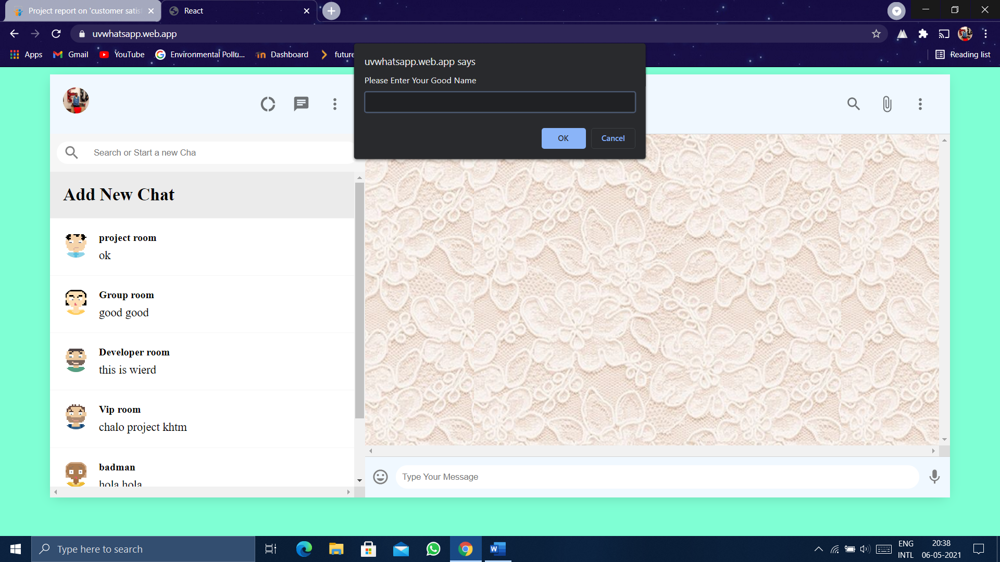 Project report on 'customer satis
React
uvwhatsapp.web.app
Apps
Gmail
YouTube
Environmental Pollu...
Dashboard
future
Reading list
uvwhatsapp.web.app says
Please Enter Your Good Name
OK
Cancel
Search or Start a new Cha
Add New Chat
project room
ok
Group room
good good
Developer room
this is wierd
Vip room
chalo project khtm
badman
hola hola
Type Your Message
Type here to search
ENG
INTL
20:38
06-05-2021